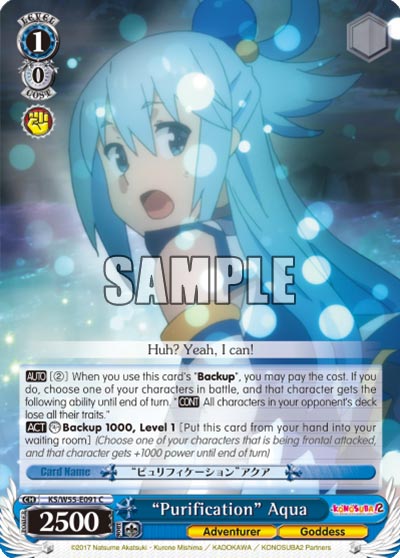 LEVEL
1
0
COST
SAMPLE
Huh? Yeah, I can!
AUTO [②] When you use this card's "Backup", you may pay the cost. If you
do, choose one of your characters in battle, and that character gets the
following ability until end of turn. "CONT All characters in your opponent's deck
lose all their traits."
ACT Backup 1000, Level 1 [Put this card from your hand into your
waiting room] (Choose one of your characters that is being frontal attacked,
and that character gets +1000 power until end of turn)
Card Name "ピュリフィケーション"アクア
CH KS/W55-E091 C
POWER 2500 NAME "Purification" Aqua KONOSUBA2
Adventurer Goddess
©2017 Natsume Akatsuki・Kurone Mishima / KADOKAWA / KONOSUBA2 Partners